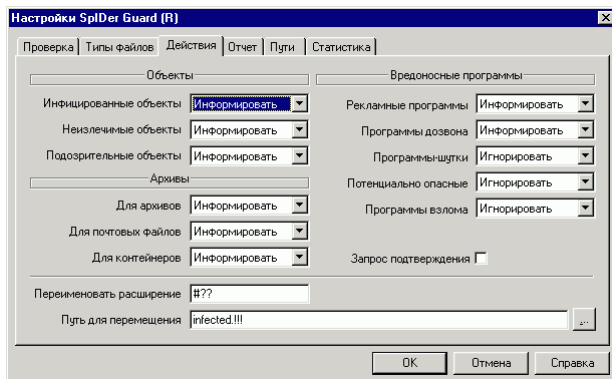 Настройки SpIDer Guard (R)
Проверка Типы файлов Действия Отчет Пути Статистика
Объекты
Инфицированные объекты Информировать
Неизлечимые объекты Информировать
Подозрительные объекты Информировать
Архивы
Для архивов Информировать
Для почтовых файлов Информировать
Для контейнеров Информировать
Вредоносные программы
Рекламные программы Информировать
Программы дозвона Информировать
Программы-шутки Игнорировать
Потенциально опасные Игнорировать
Программы взлома Игнорировать
Запрос подтверждения
Переименовать расширение #??
Путь для перемещения infected.!!! ...
OK Отмена Справка